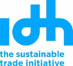 idh
the sustainable
trade initiative